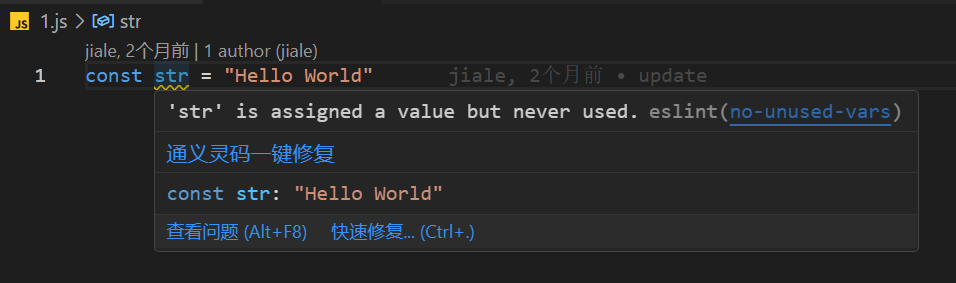 JS 1.js > str
jiale, 2个月前 | 1 author (jiale)
1 const str = "Hello World" jiale, 2个月前 • update
'str' is assigned a value but never used. eslint(no-unused-vars)
通义灵码一键修复
const str: "Hello World"
查看问题 (Alt+F8) 快速修复... (Ctrl+.)